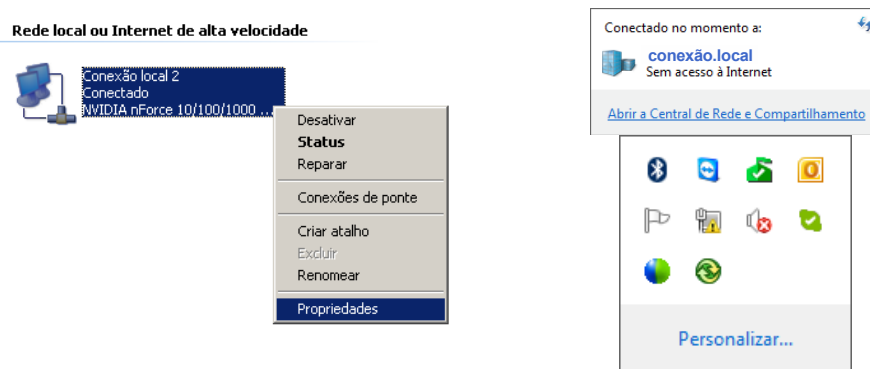 Rede local ou Internet de alta velocidade
Conexão local 2
Conectado
NVIDIA nForce 10/100/1000 ...
Desativar
Status
Reparar
Conexões de ponte
Criar atalho
Excluir
Renomear
Propriedades
Conectado no momento a:
conexão.local
Sem acesso à Internet
Abrir a Central de Rede e Compartilhamento
Personalizar...